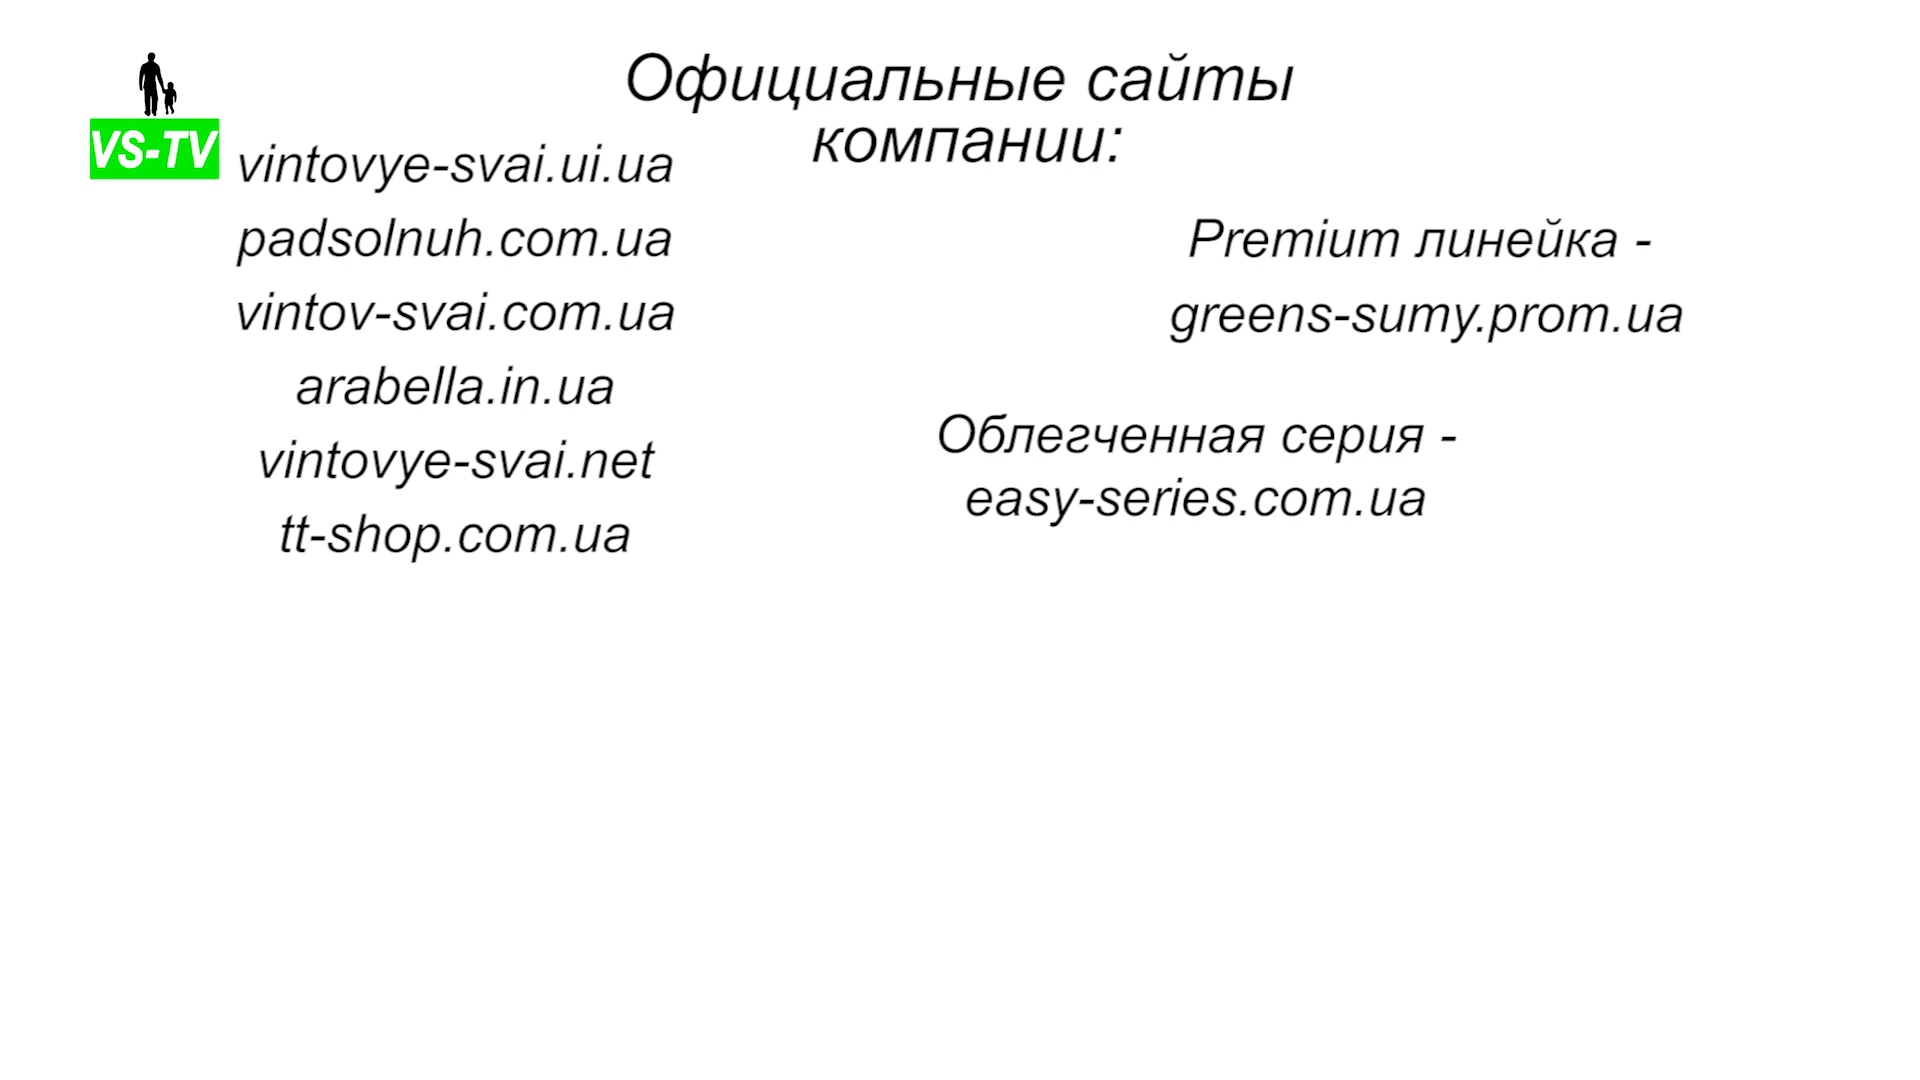 Официальные сайты
компании:
VS-TV
vintovye-svai.ui.ua
padsolnuh.com.ua
vintov-svai.com.ua
arabella.in.ua
vintovye-svai.net
tt-shop.com.ua
Premium линейка -
greens-sumy.prom.ua
Облегченная серия -
easy-series.com.ua